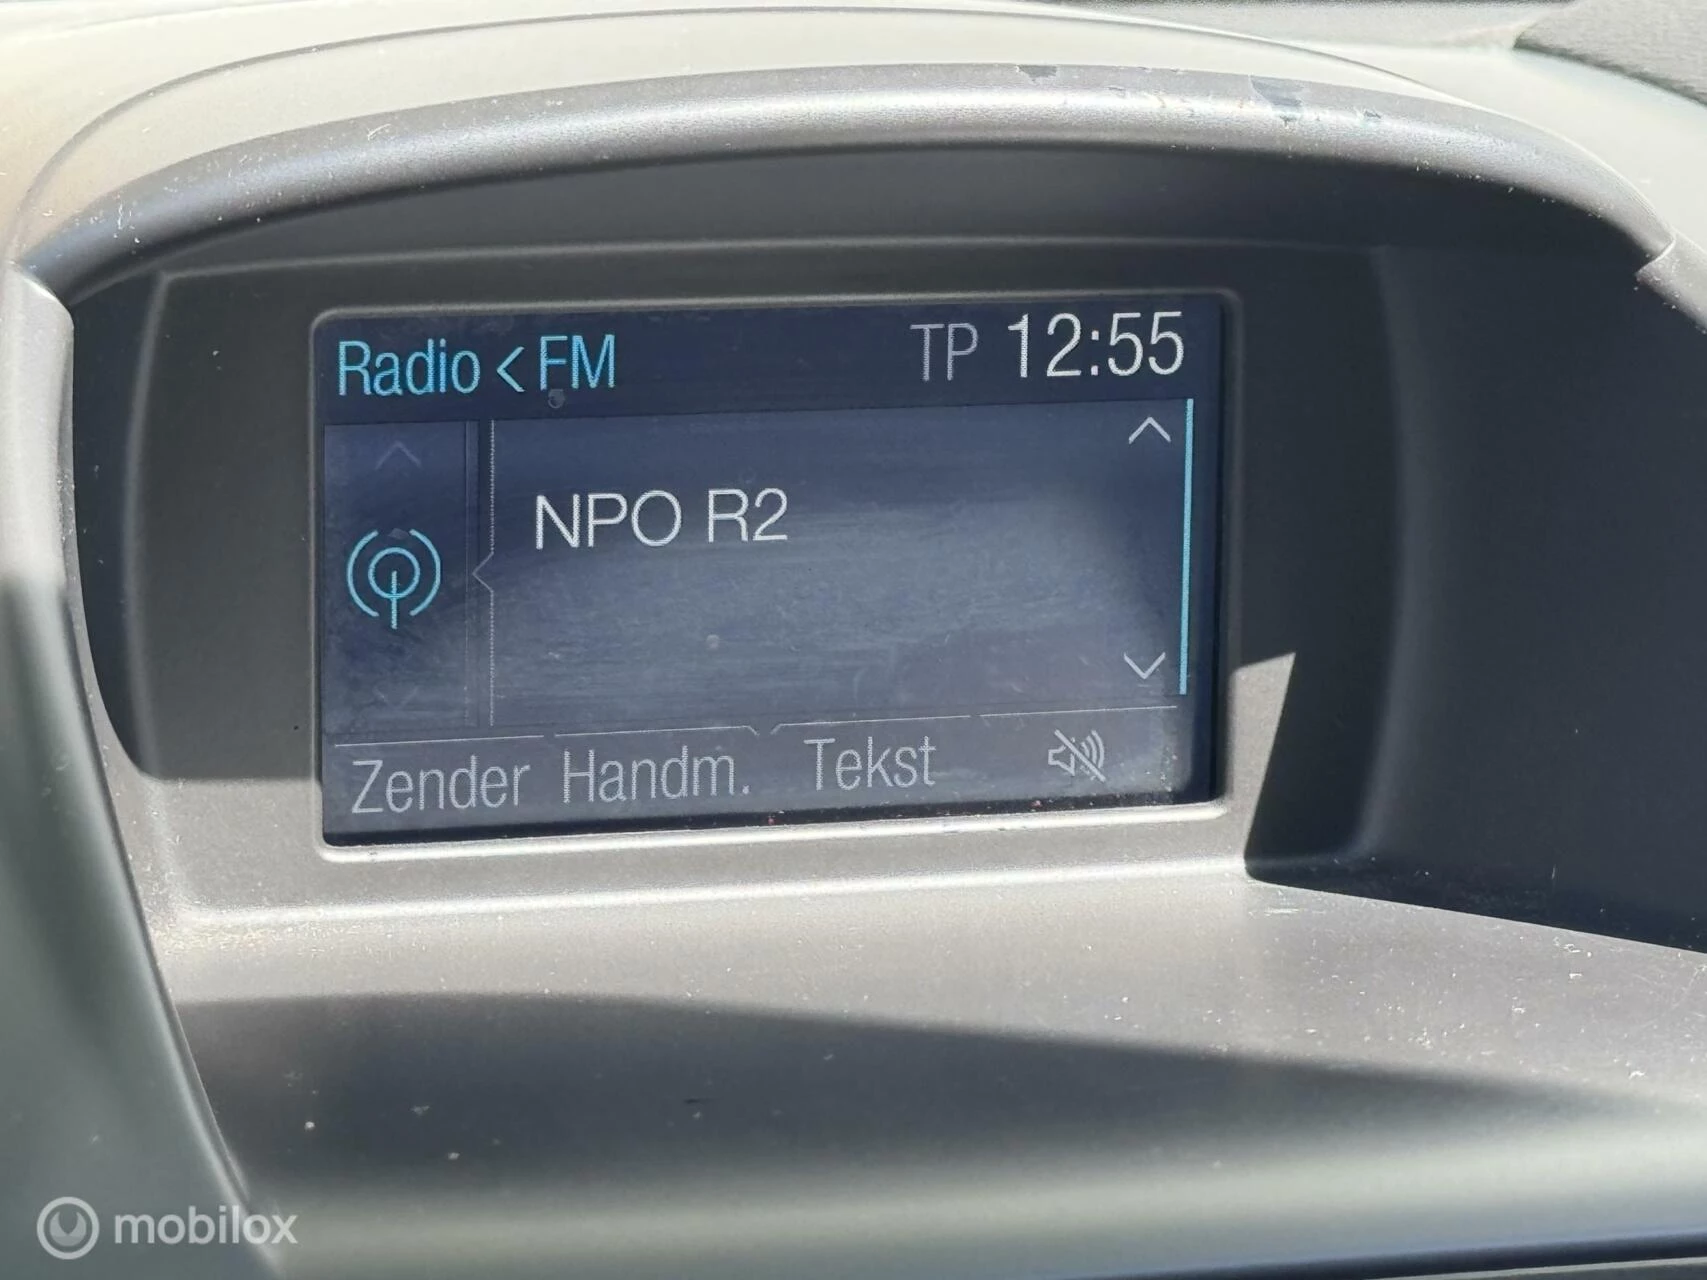 Radio < FM TP 12:55
NPO R2
Zender Handm. Tekst
mobilox